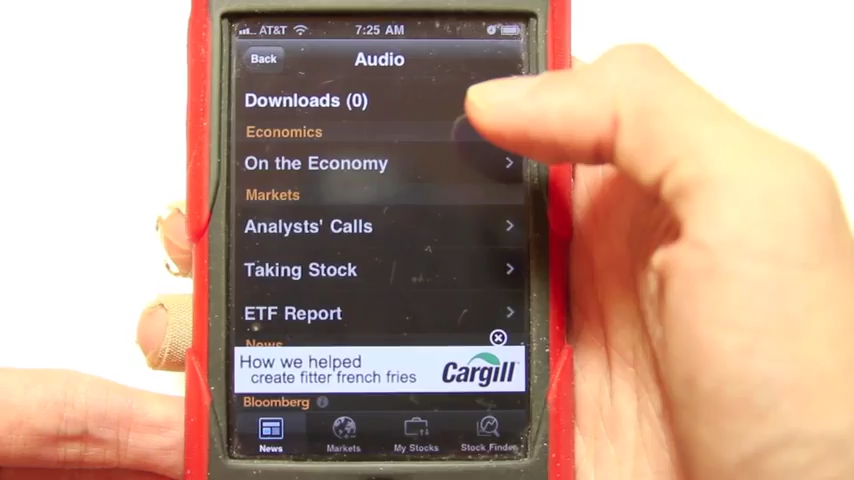 AT&T 7:25 AM
Back Audio
Downloads (0)
Economics
On the Economy
Markets
Analysts' Calls
Taking Stock
ETF Report
News
How we helped
create fitter french fries
Cargill
Bloomberg
News Markets My Stocks Stock Finder